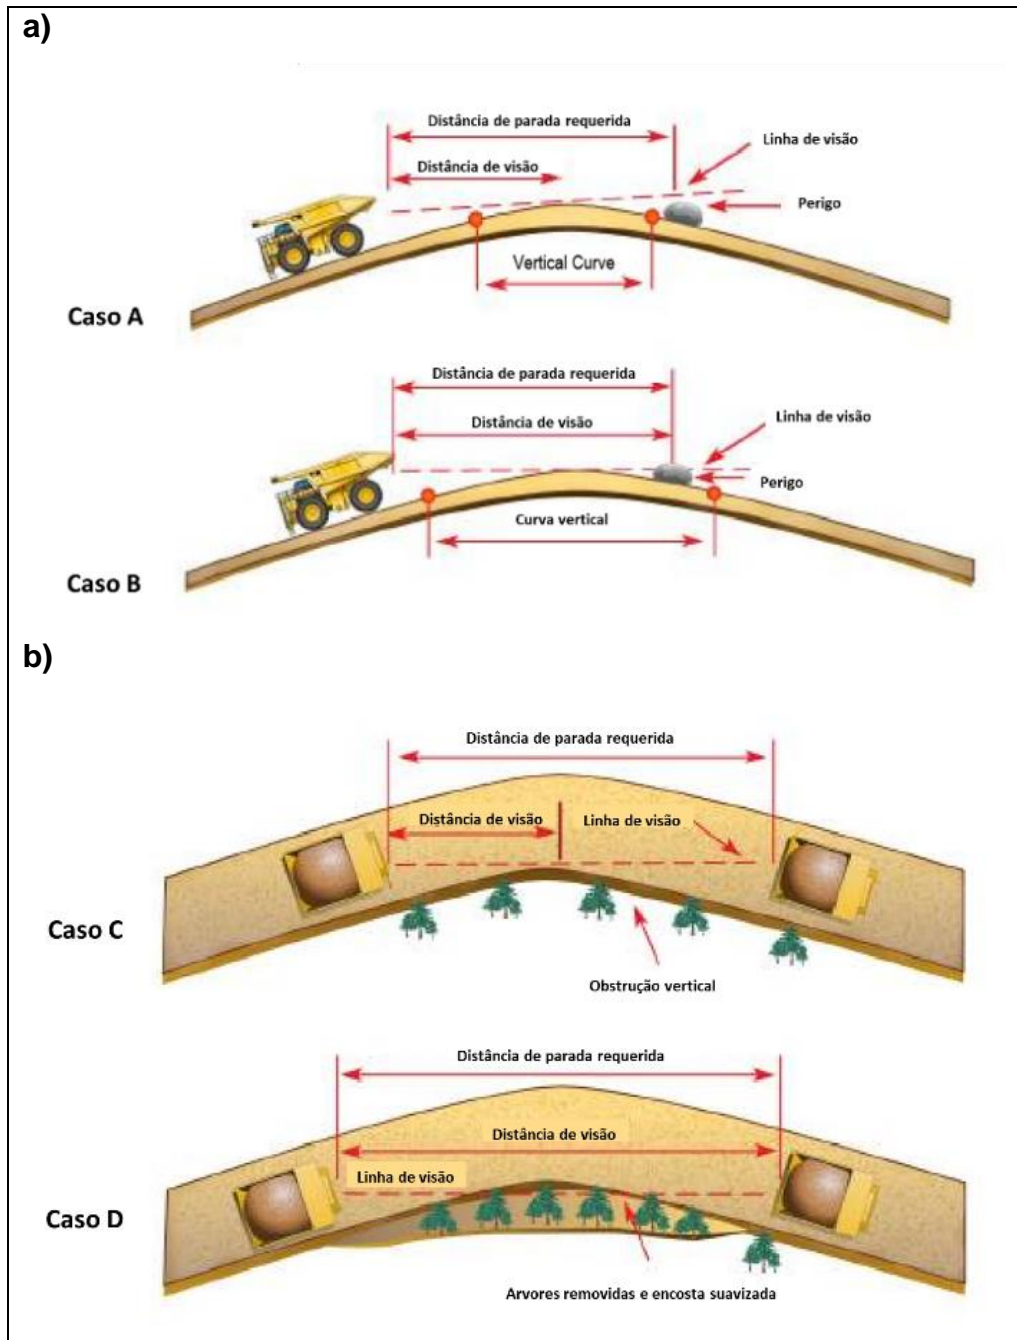 a)
Distância de parada requerida
Linha de visão
Distância de visão
Perigo
Vertical Curve
Caso A
Distância de parada requerida
Linha de visão
Distância de visão
Perigo
Curva vertical
Caso B
b)
Distância de parada requerida
Distância de visão
Linha de visão
Caso C
Obstrução vertical
Distância de parada requerida
Distância de visão
Linha de visão
Caso D
Arvores removidas e encosta suavizada